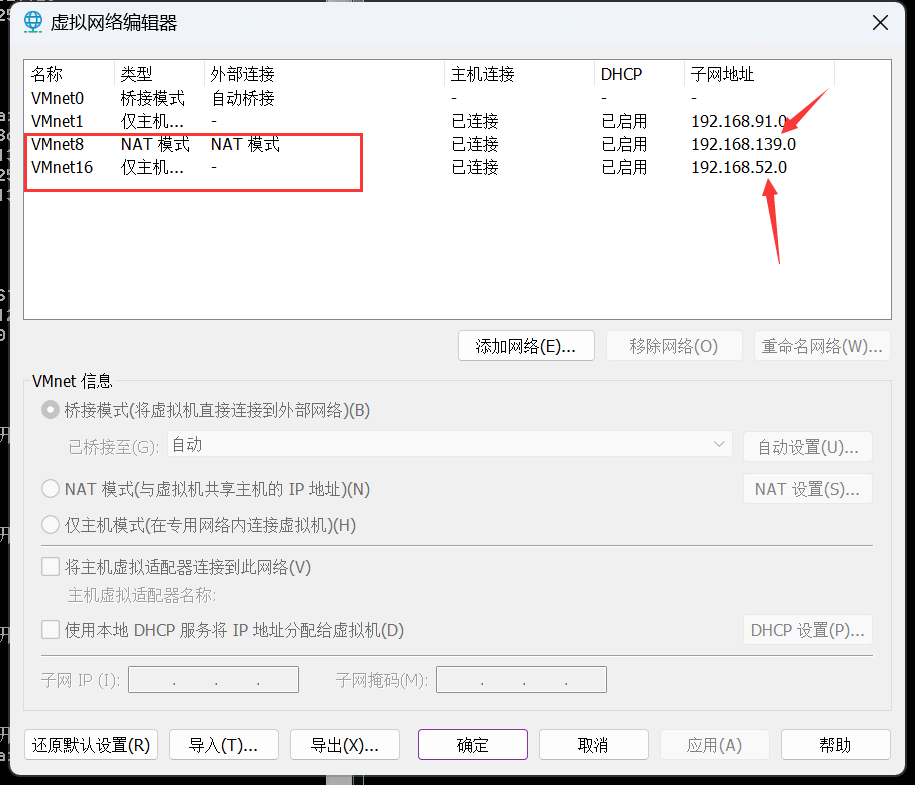 虚拟网络编辑器
名称 类型 外部连接 主机连接 DHCP 子网地址
VMnet0 桥接模式 自动桥接 - - -
VMnet1 仅主机... - 已连接 已启用 192.168.91.0
VMnet8 NAT 模式 NAT 模式 已连接 已启用 192.168.139.0
VMnet16 仅主机... - 已连接 已启用 192.168.52.0
添加网络(E)... 移除网络(O) 重命名网络(W)...
VMnet 信息
桥接模式(将虚拟机直接连接到外部网络)(B)
已桥接至(G): 自动 自动设置(U)...
NAT 模式(与虚拟机共享主机的 IP 地址)(N) NAT 设置(S)...
仅主机模式(在专用网络内连接虚拟机)(H)
将主机虚拟适配器连接到此网络(V)
主机虚拟适配器名称:
使用本地 DHCP 服务将 IP 地址分配给虚拟机(D) DHCP 设置(P)...
子网 IP (I): . . . 子网掩码(M): . . .
还原默认设置(R) 导入(T)... 导出(X)... 确定 取消 应用(A) 帮助